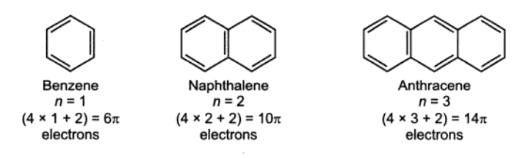 Benzene
n = 1
(4 × 1 + 2) = 6π
electrons
Naphthalene
n = 2
(4 × 2 + 2) = 10π
electrons
Anthracene
n = 3
(4 × 3 + 2) = 14π
electrons